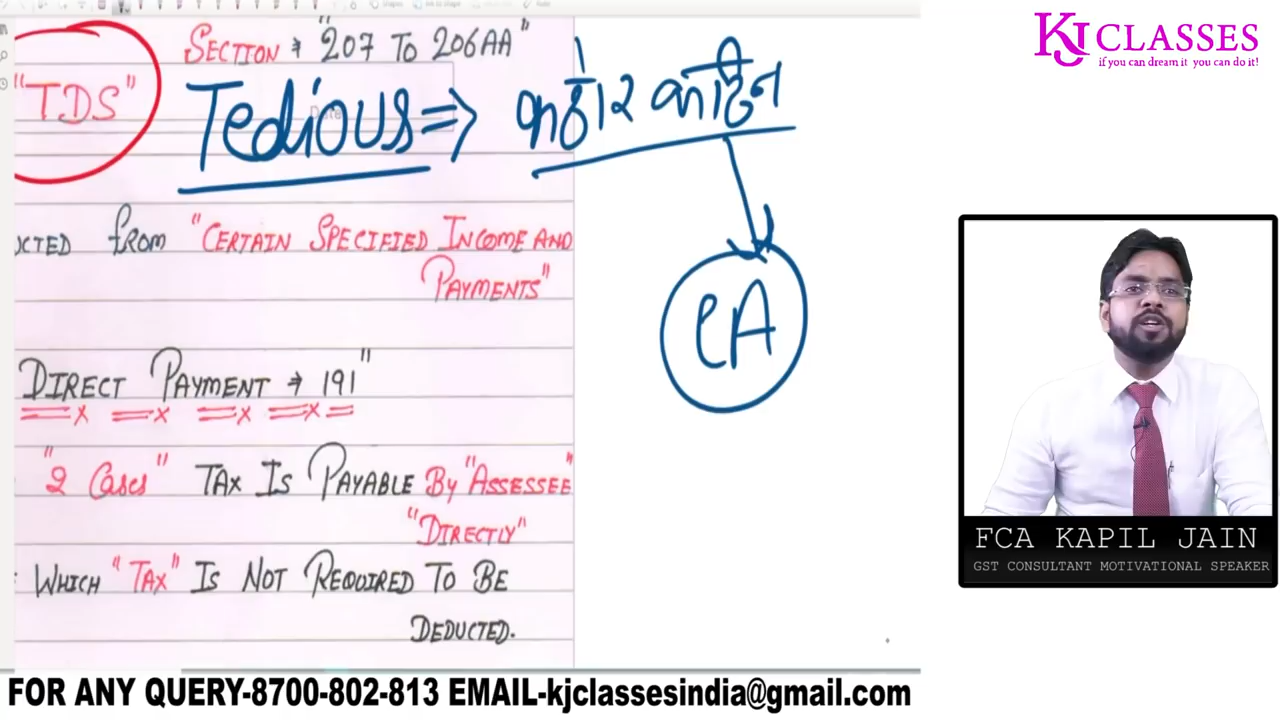 SECTION → "207 TO 206AA"
"TDS"
Tedious => कठोर कठिन
UCTED from "CERTAIN SPECIFIED INCOME AND
PAYMENTS"
CA
DIRECT PAYMENT → 191"
"2 Cases" TAX IS PAYABLE BY "ASSESSEE"
"DIRECTLY"
WHICH "TAX" IS NOT REQUIRED TO BE
DEDUCTED.
KJ CLASSES
if you can dream it you can do it!
FCA KAPIL JAIN
GST CONSULTANT MOTIVATIONAL SPEAKER
FOR ANY QUERY-8700-802-813 EMAIL-kjclassesindia@gmail.com